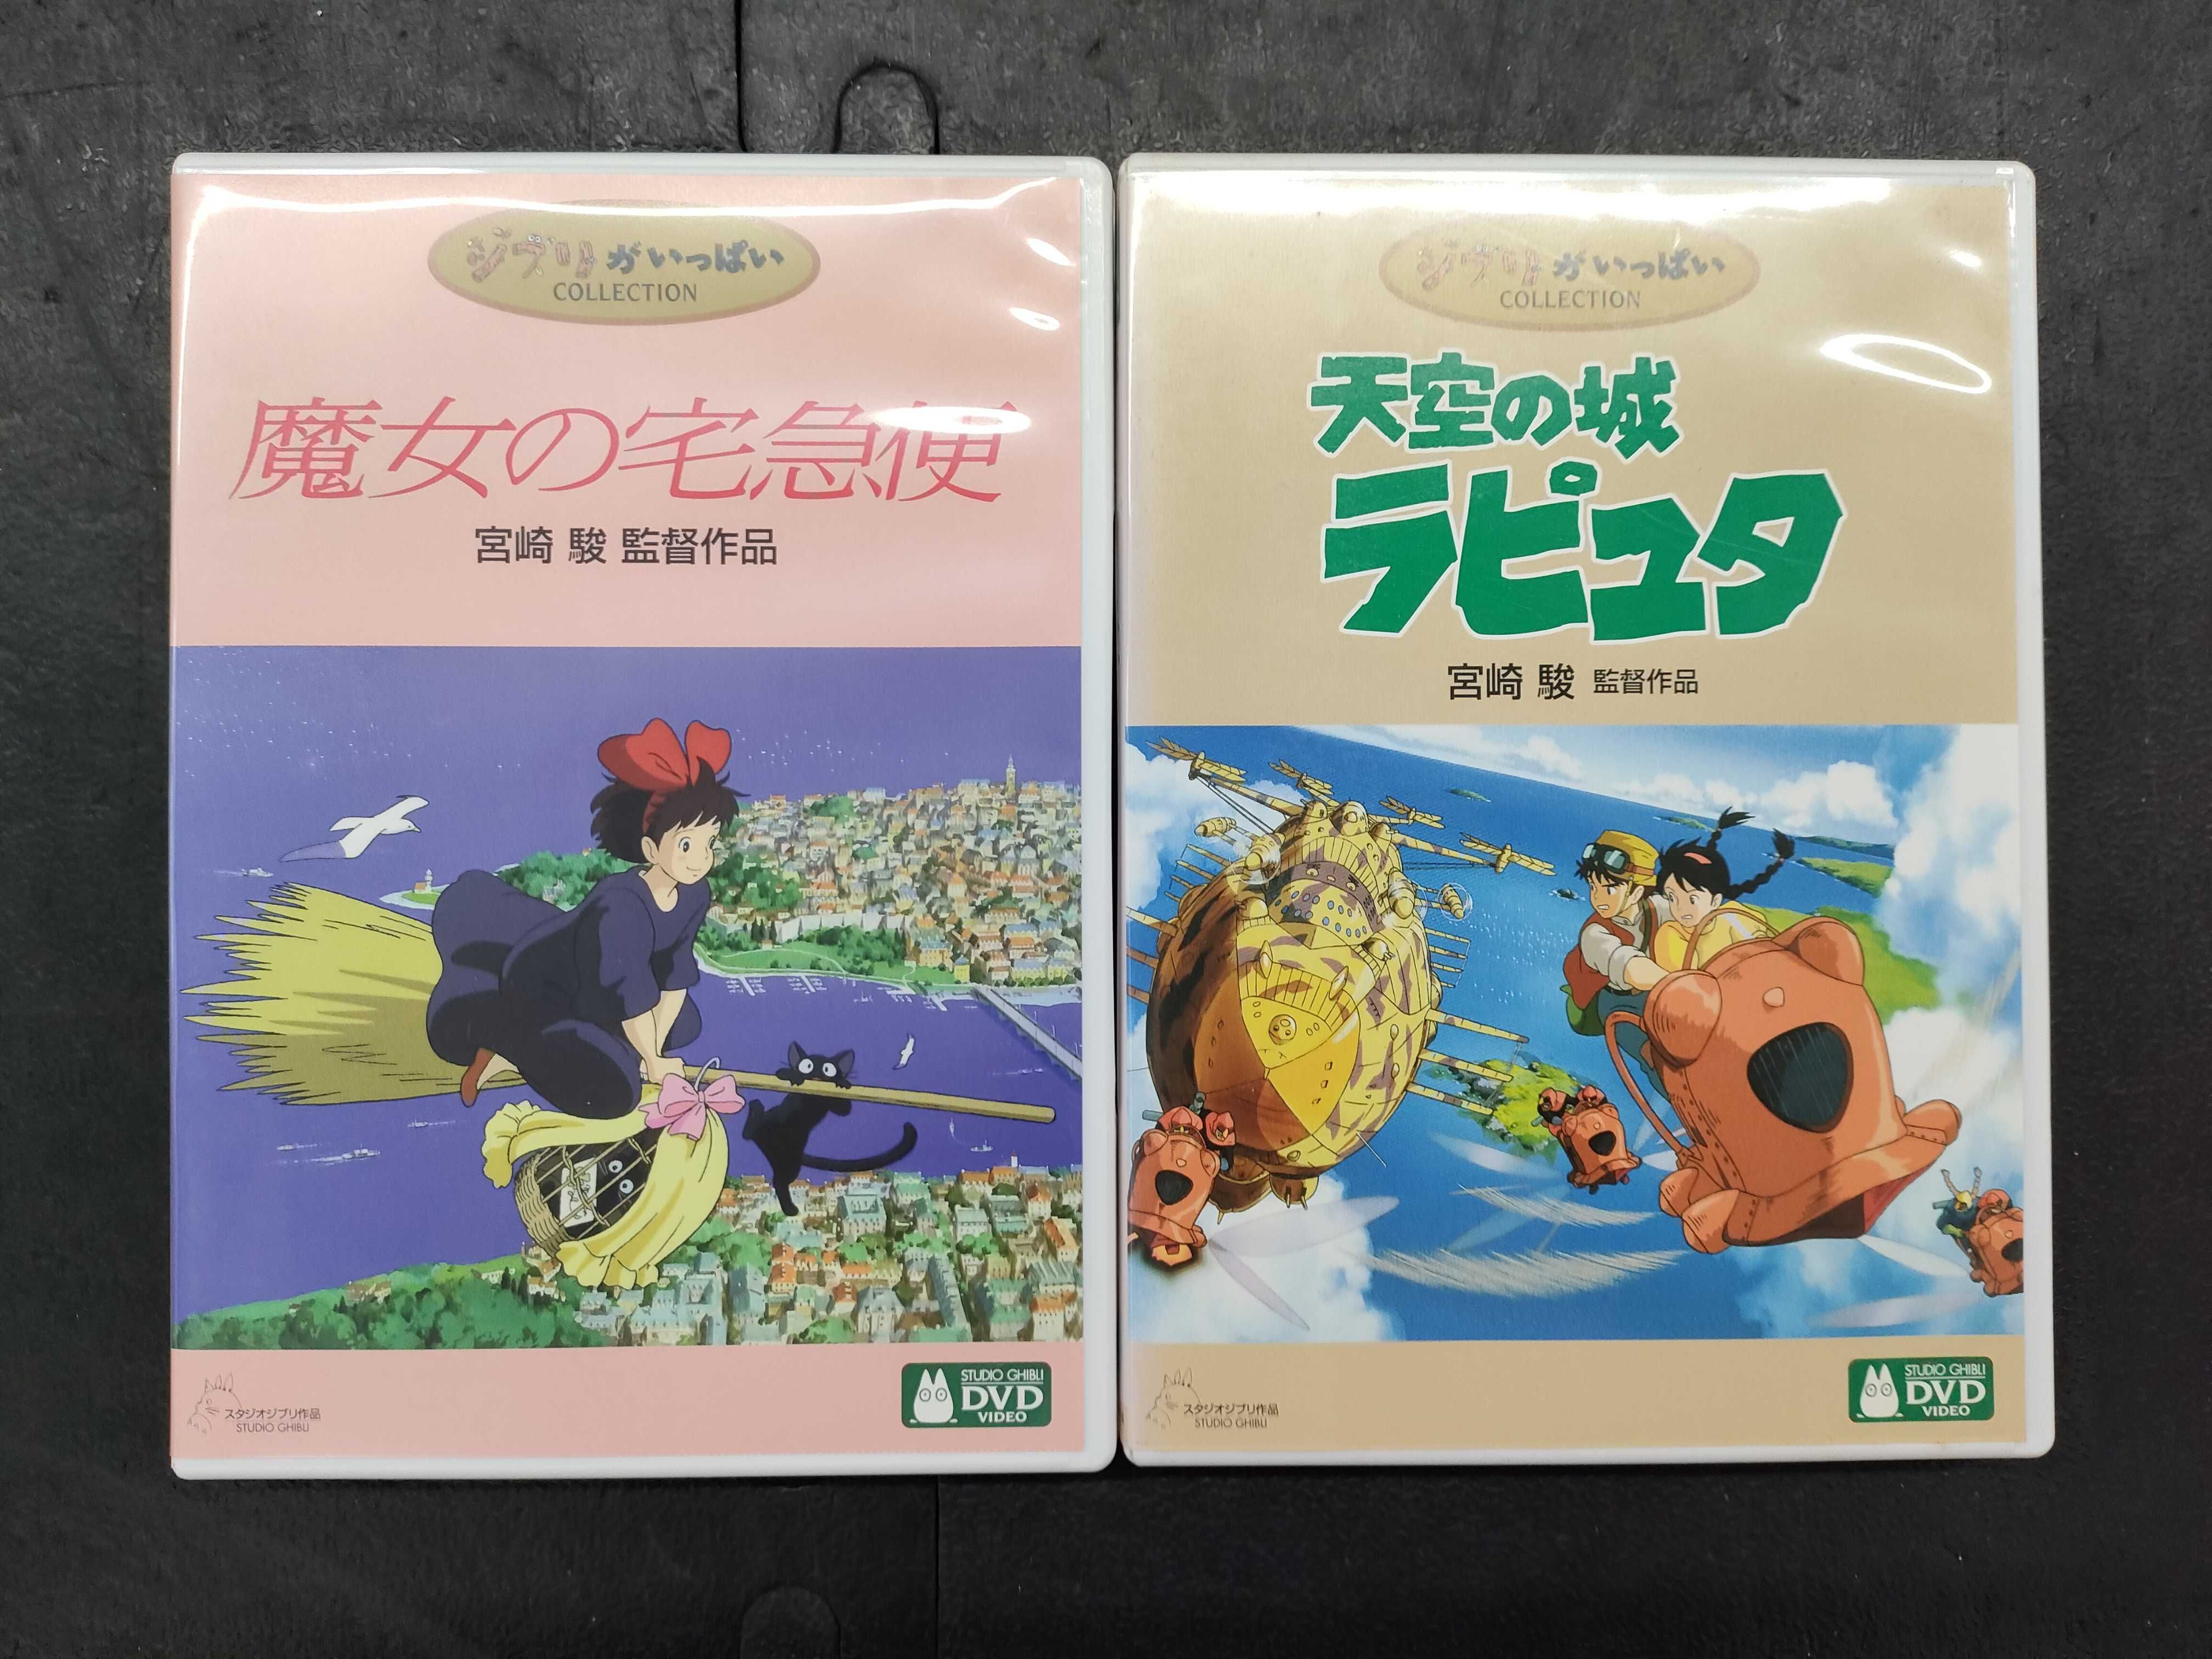 ジブリがいっぱい
COLLECTION
魔女の宅急便
宮崎 駿 監督作品
スタジオジブリ作品
STUDIO GHIBLI
STUDIO GHIBLI
DVD
VIDEO
ジブリがいっぱい
COLLECTION
天空の城
ラピュタ
宮崎 駿 監督作品
スタジオジブリ作品
STUDIO GHIBLI
STUDIO GHIBLI
DVD
VIDEO